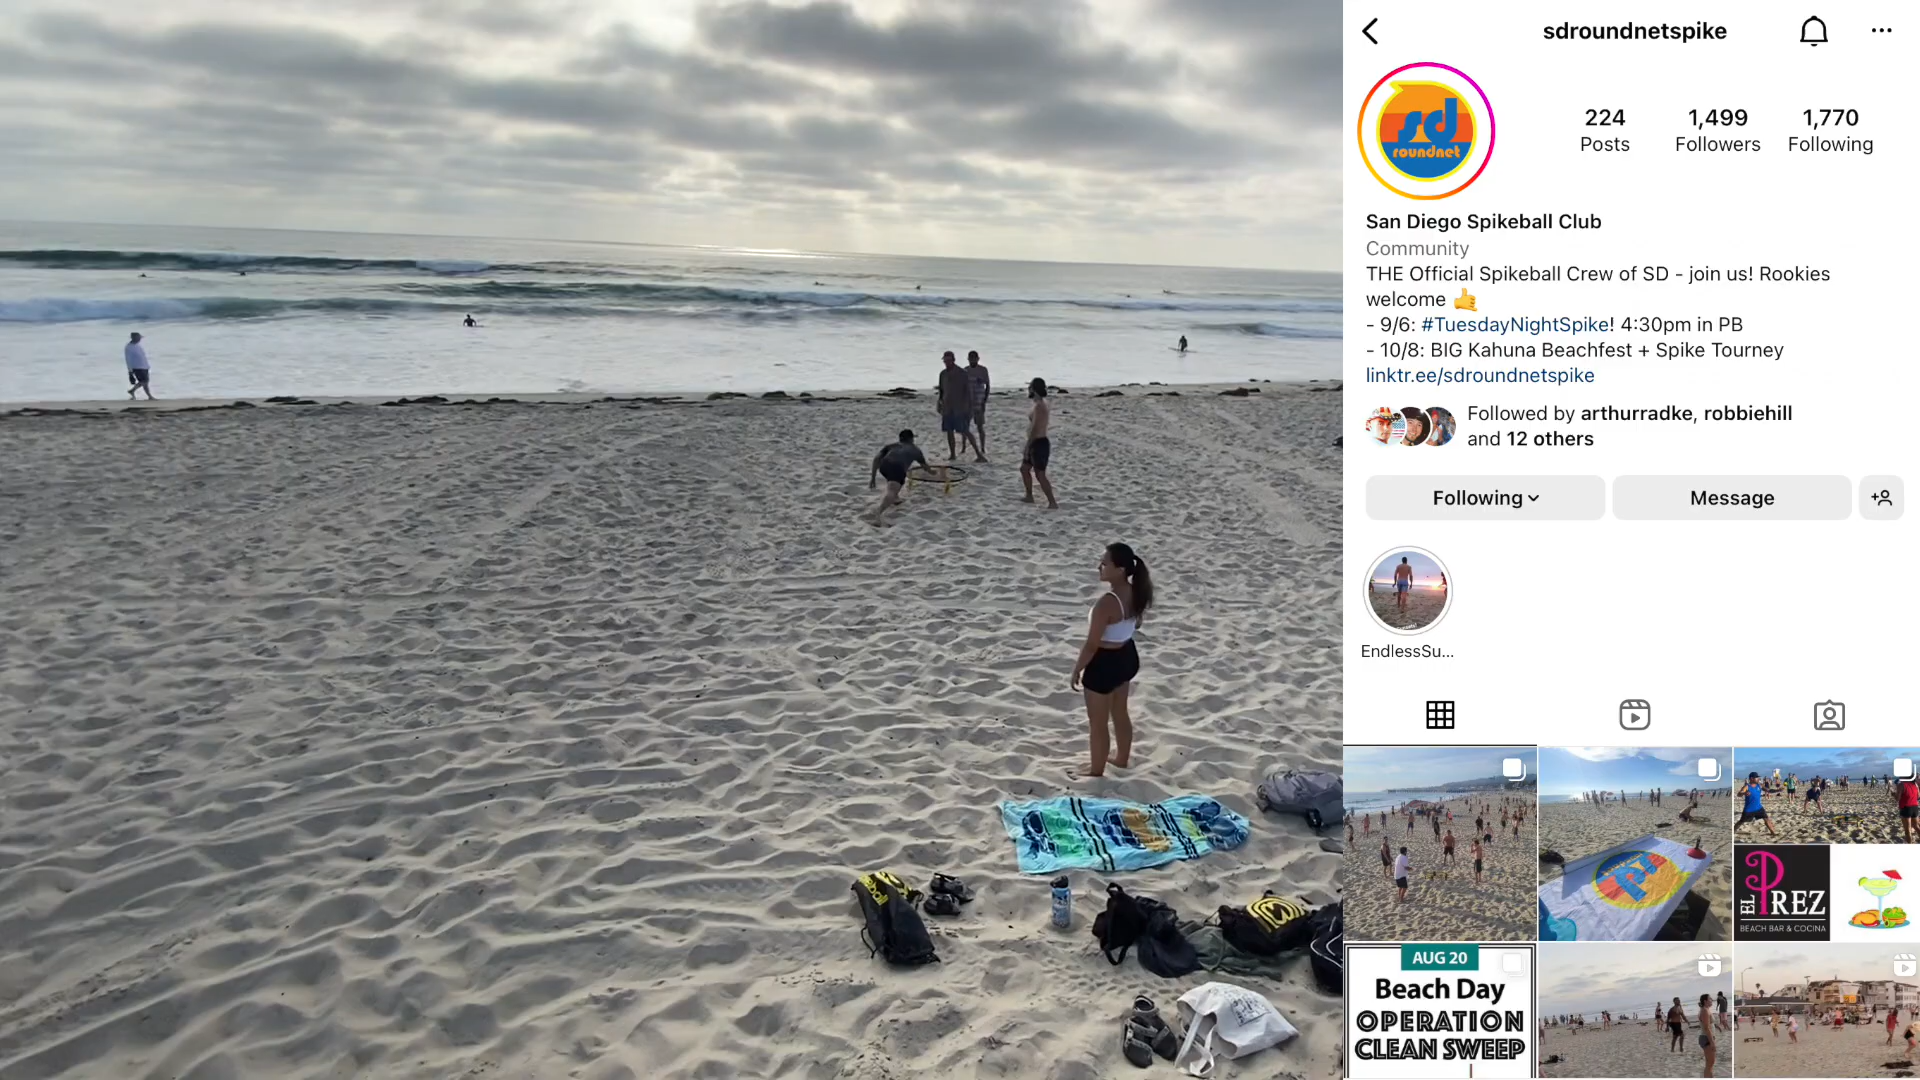 sdroundnetspike
sd
roundnet
224
Posts
1,499
Followers
1,770
Following
San Diego Spikeball Club
Community
THE Official Spikeball Crew of SD - join us! Rookies
welcome 🤙
- 9/6: #TuesdayNightSpike! 4:30pm in PB
- 10/8: BIG Kahuna Beachfest + Spike Tourney
linktr.ee/sdroundnetspike
Followed by arthurradke, robbiehill
and 12 others
Following
Message
EndlessSu...
EL PREZ
BEACH BAR & COCINA
AUG 20
Beach Day
OPERATION
CLEAN SWEEP